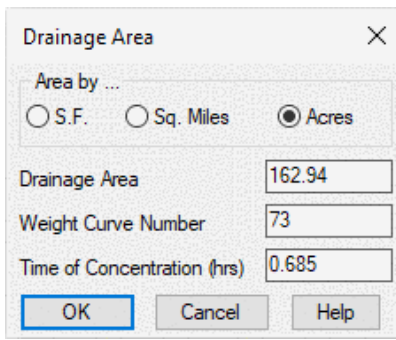 Drainage Area
Area by ...
S.F. Sq. Miles Acres
Drainage Area 162.94
Weight Curve Number 73
Time of Concentration (hrs) 0.685
OK Cancel Help